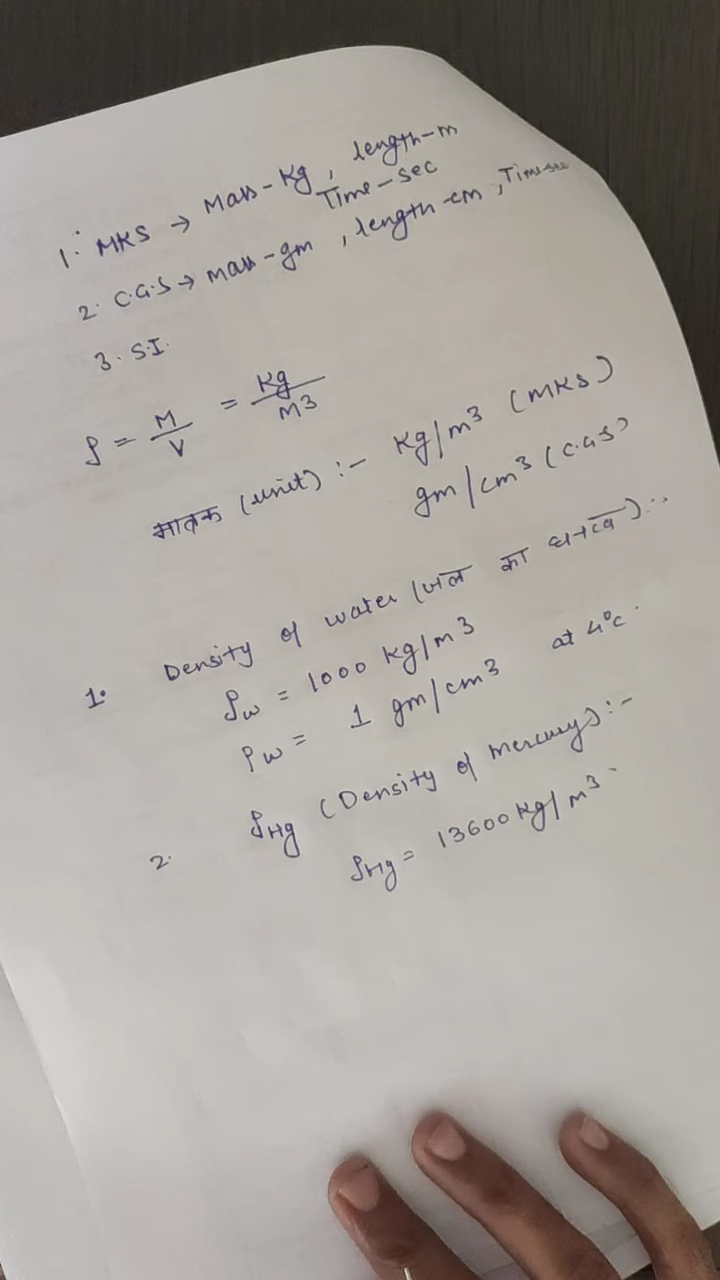 1. MKS → Mass - Kg, length - m
Time - sec
2. C.G.S → mass - gm, length - cm, Time - sec
3. S.I.
ρ = M/V = Kg/M3
मात्रक (unit) :- Kg/m³ (MKS)
gm/cm³ (C.G.S)
1. Density of water (जल का घनत्व) :-
ρw = 1000 kg/m3
ρw = 1 gm/cm3 at 4°c.
2. ρHg (Density of mercury) :-
ρHg = 13600 kg/m3.